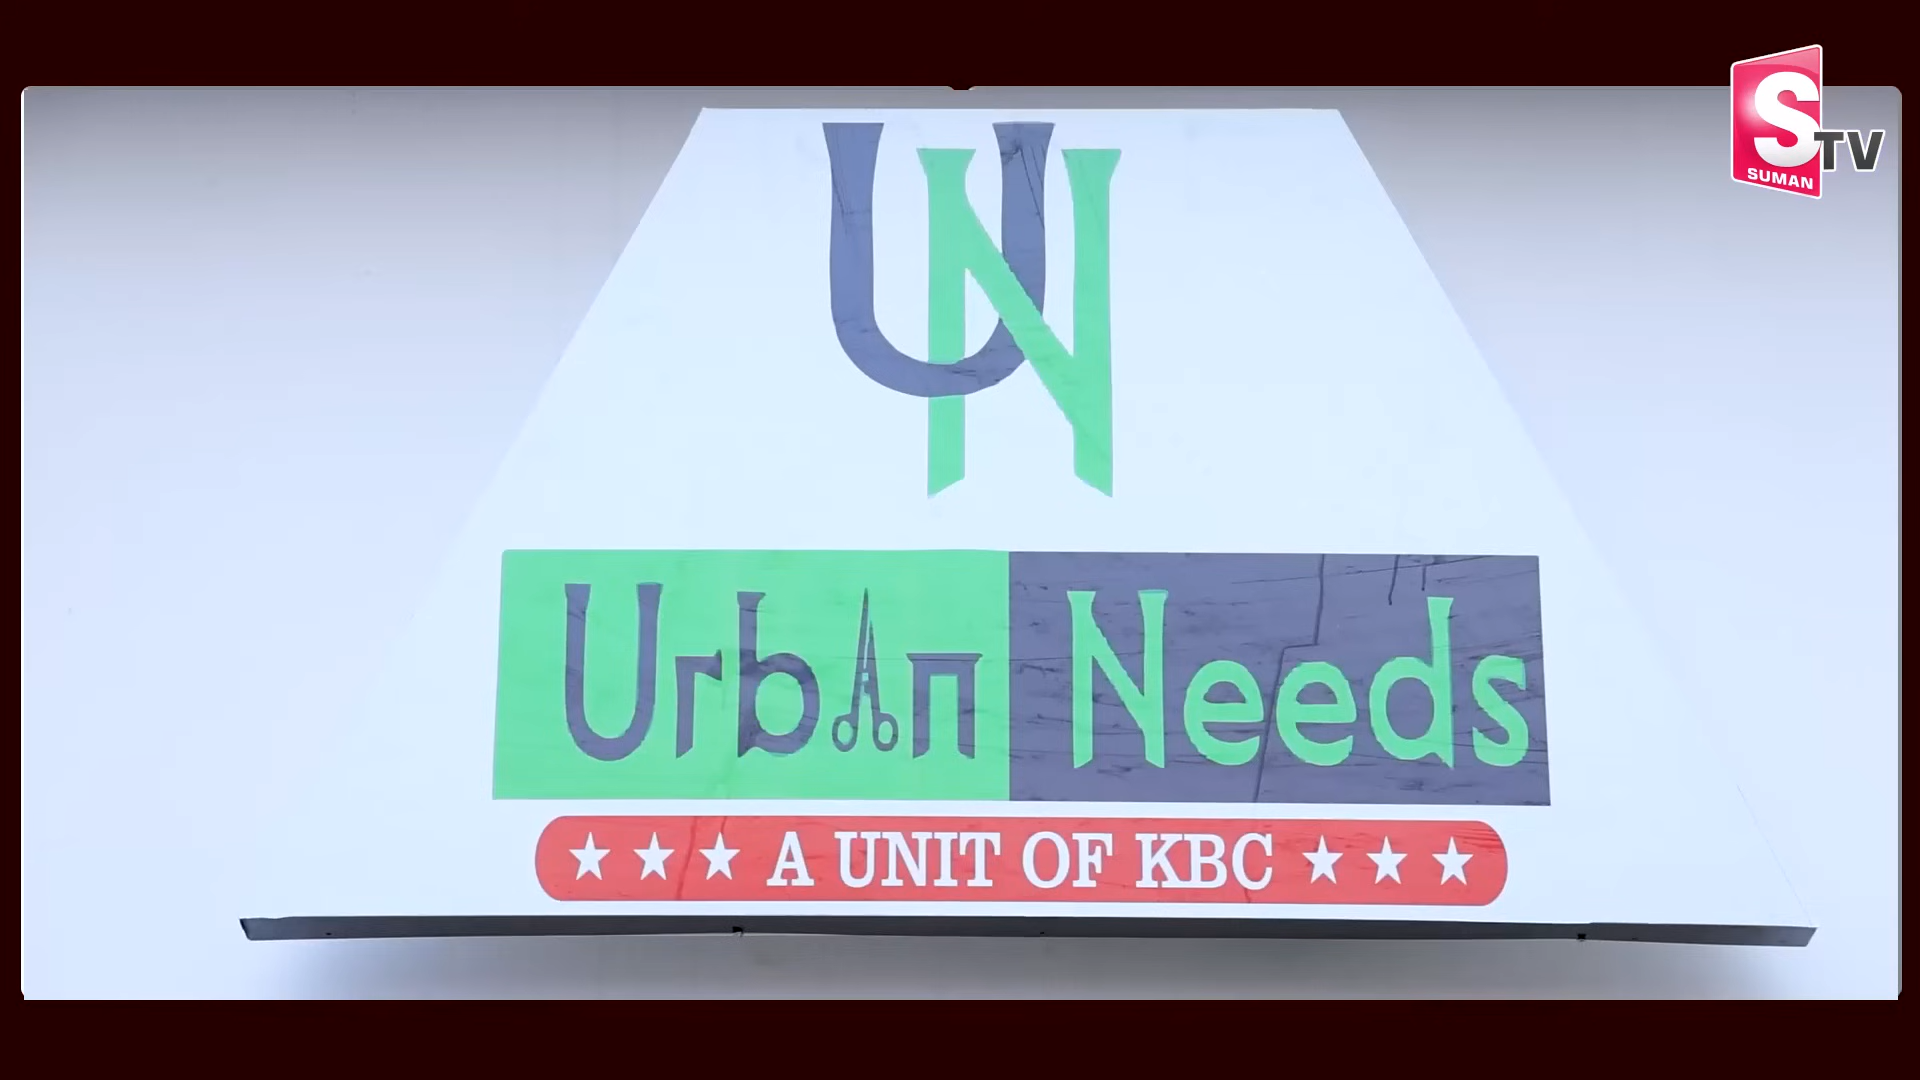 S
TV
SUMAN
UN
Urban Needs
★ ★ ★ A UNIT OF KBC ★ ★ ★